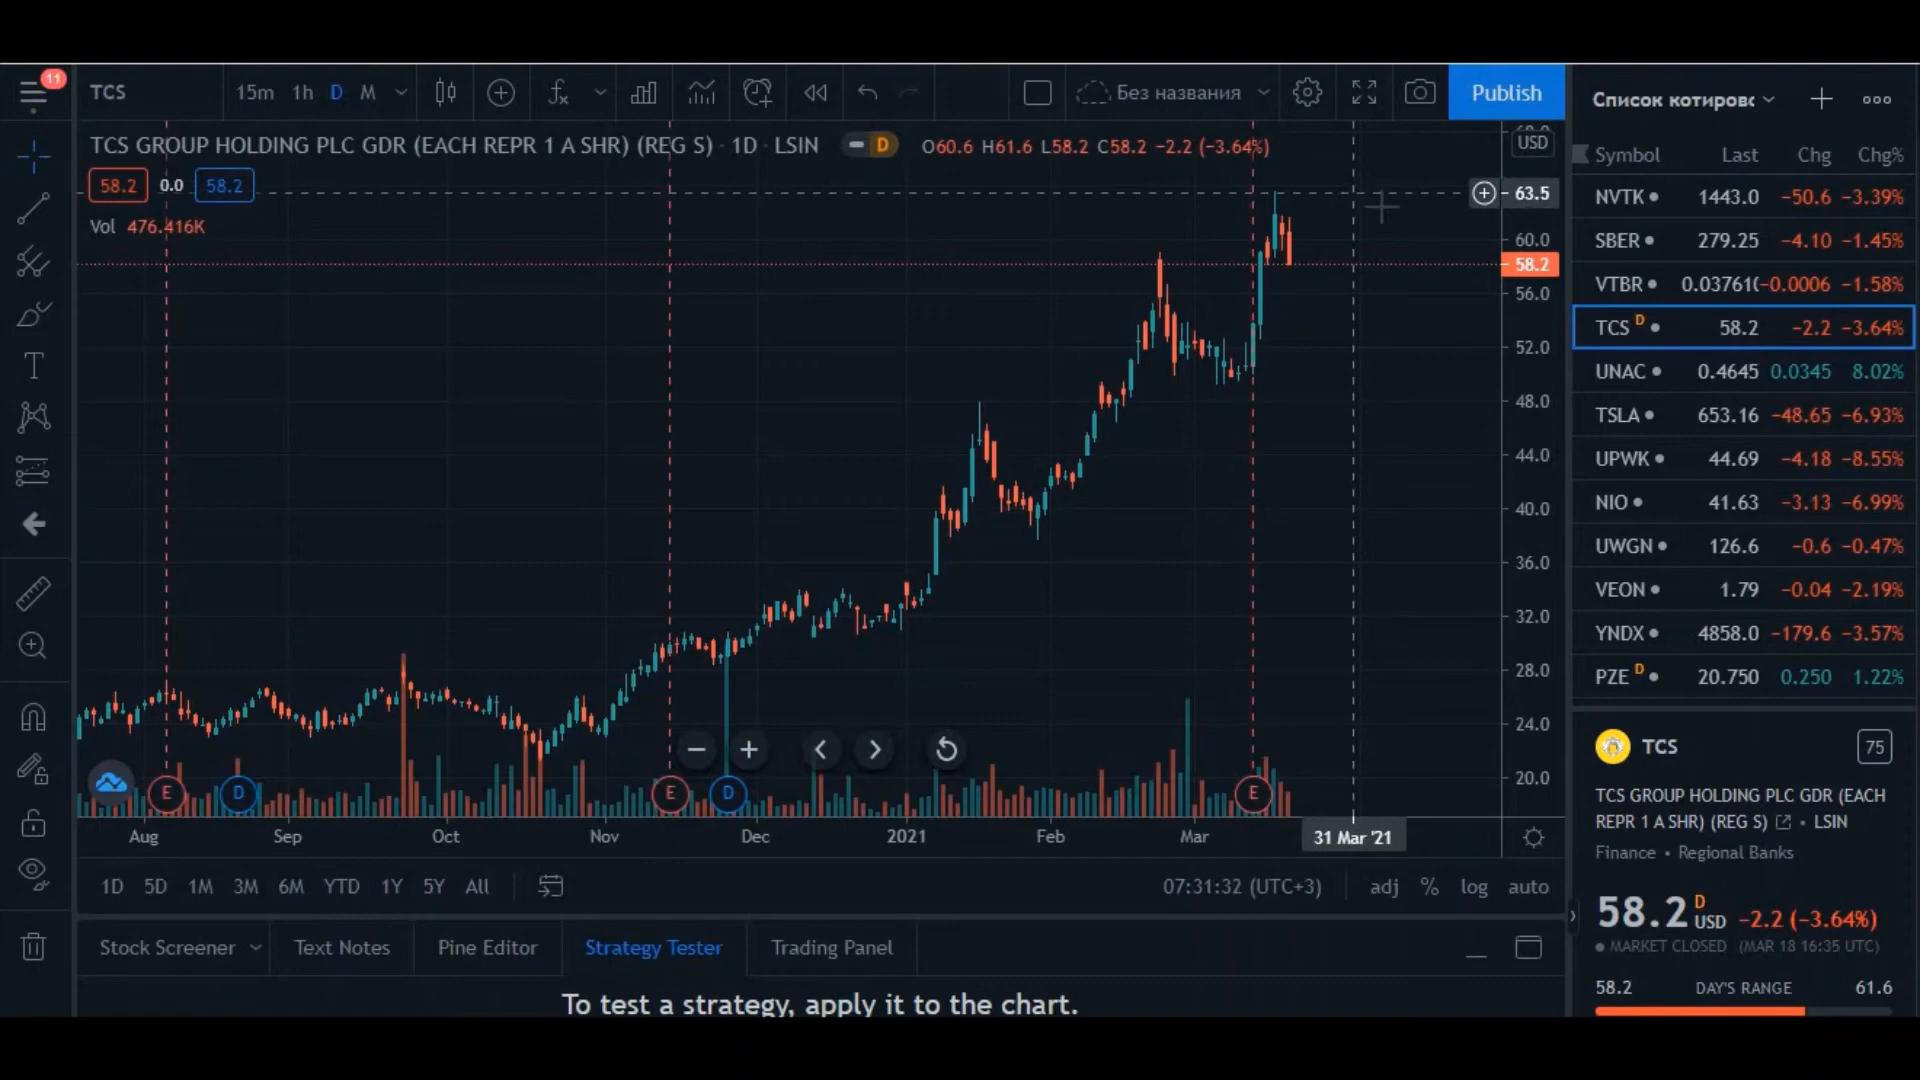 11
TCS
15m 1h D M
Без названия
Publish
Список котирово
TCS GROUP HOLDING PLC GDR (EACH REPR 1 A SHR) (REG S) · 1D · LSIN
D
O60.6 H61.6 L58.2 C58.2 −2.2 (−3.64%)
USD
58.2 0.0 58.2
Vol 476.416K
63.5
60.0
58.2
56.0
52.0
48.0
44.0
40.0
36.0
32.0
28.0
24.0
20.0
E D E D E
Aug Sep Oct Nov Dec 2021 Feb Mar 31 Mar '21
1D 5D 1M 3M 6M YTD 1Y 5Y All
07:31:32 (UTC+3) adj % log auto
Stock Screener Text Notes Pine Editor Strategy Tester Trading Panel
To test a strategy, apply it to the chart.
Symbol Last Chg Chg%
NVTK 1443.0 −50.6 −3.39%
SBER 279.25 −4.10 −1.45%
VTBR −0.0006 −1.58%
TCS D 58.2 −2.2 −3.64%
UNAC 0.4645 0.0345 8.02%
TSLA 653.16 −48.65 −6.93%
UPWK 44.69 −4.18 −8.55%
NIO 41.63 −3.13 −6.99%
UWGN 126.6 −0.6 −0.47%
VEON 1.79 −0.04 −2.19%
YNDX 4858.0 −179.6 −3.57%
PZE D 20.750 0.250 1.22%
TCS
75
TCS GROUP HOLDING PLC GDR (EACH
REPR 1 A SHR) (REG S) • LSIN
Finance • Regional Banks
58.2 D USD −2.2 (−3.64%)
MARKET CLOSED (MAR 18 16:35 UTC)
58.2 DAY'S RANGE 61.6